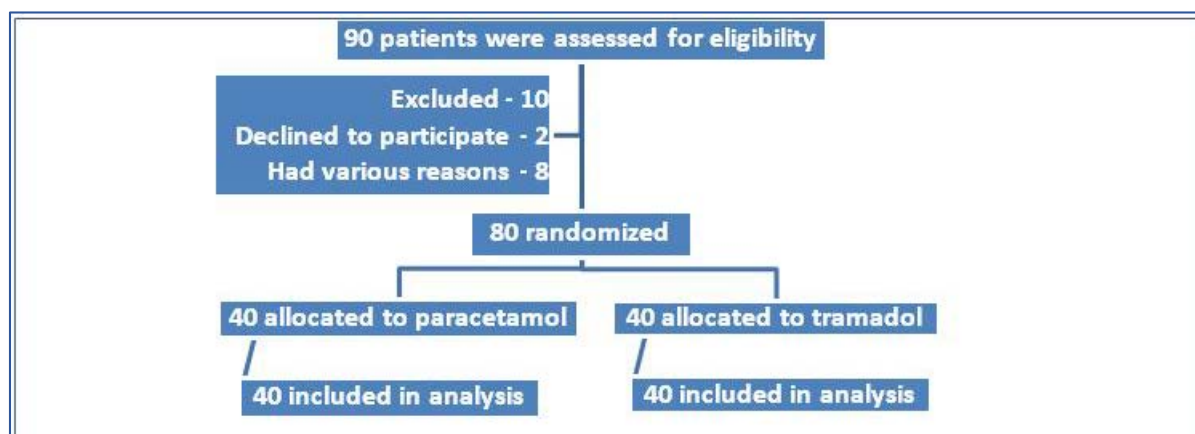 90 patients were assessed for eligibility
Excluded - 10
Declined to participate - 2
Had various reasons - 8
80 randomized
40 allocated to paracetamol
40 allocated to tramadol
40 included in analysis
40 included in analysis